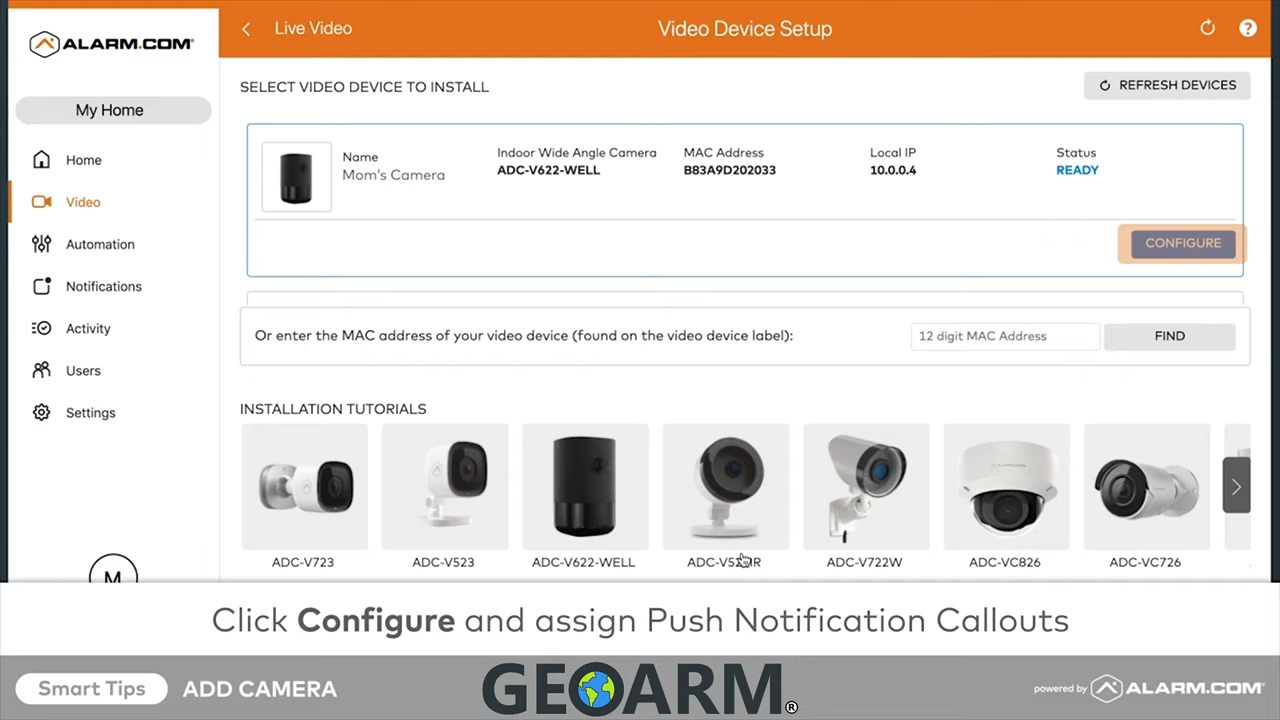 ALARM.COM®
Live Video
Video Device Setup
?
My Home
Home
Video
Automation
Notifications
Activity
Users
Settings
M
SELECT VIDEO DEVICE TO INSTALL
REFRESH DEVICES
Name
Mom's Camera
Indoor Wide Angle Camera
ADC-V622-WELL
MAC Address
B83A9D202033
Local IP
10.0.0.4
Status
READY
CONFIGURE
Or enter the MAC address of your video device (found on the video device label):
12 digit MAC Address
FIND
INSTALLATION TUTORIALS
ADC-V723
ADC-V523
ADC-V622-WELL
ADC-VC826
ADC-V722W
ADC-VC726
Click Configure and assign Push Notification Callouts
Smart Tips
ADD CAMERA
GEOARM®
powered by
ALARM.COM®